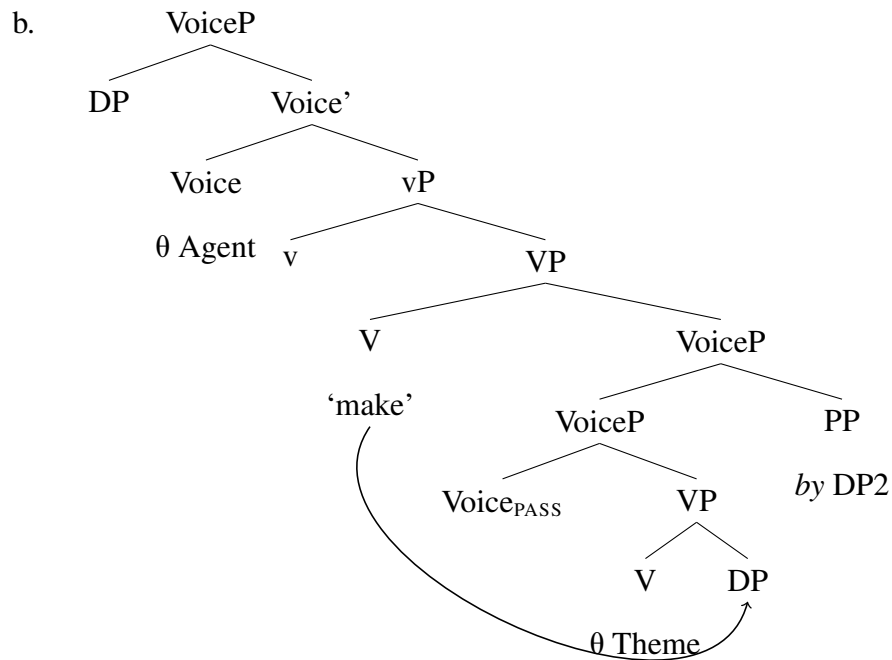 b.
VoiceP
DP Voice’
Voice vP
θ Agent v VP
V VoiceP
‘make’ VoiceP PP
VoicePASS VP by DP2
V DP
θ Theme